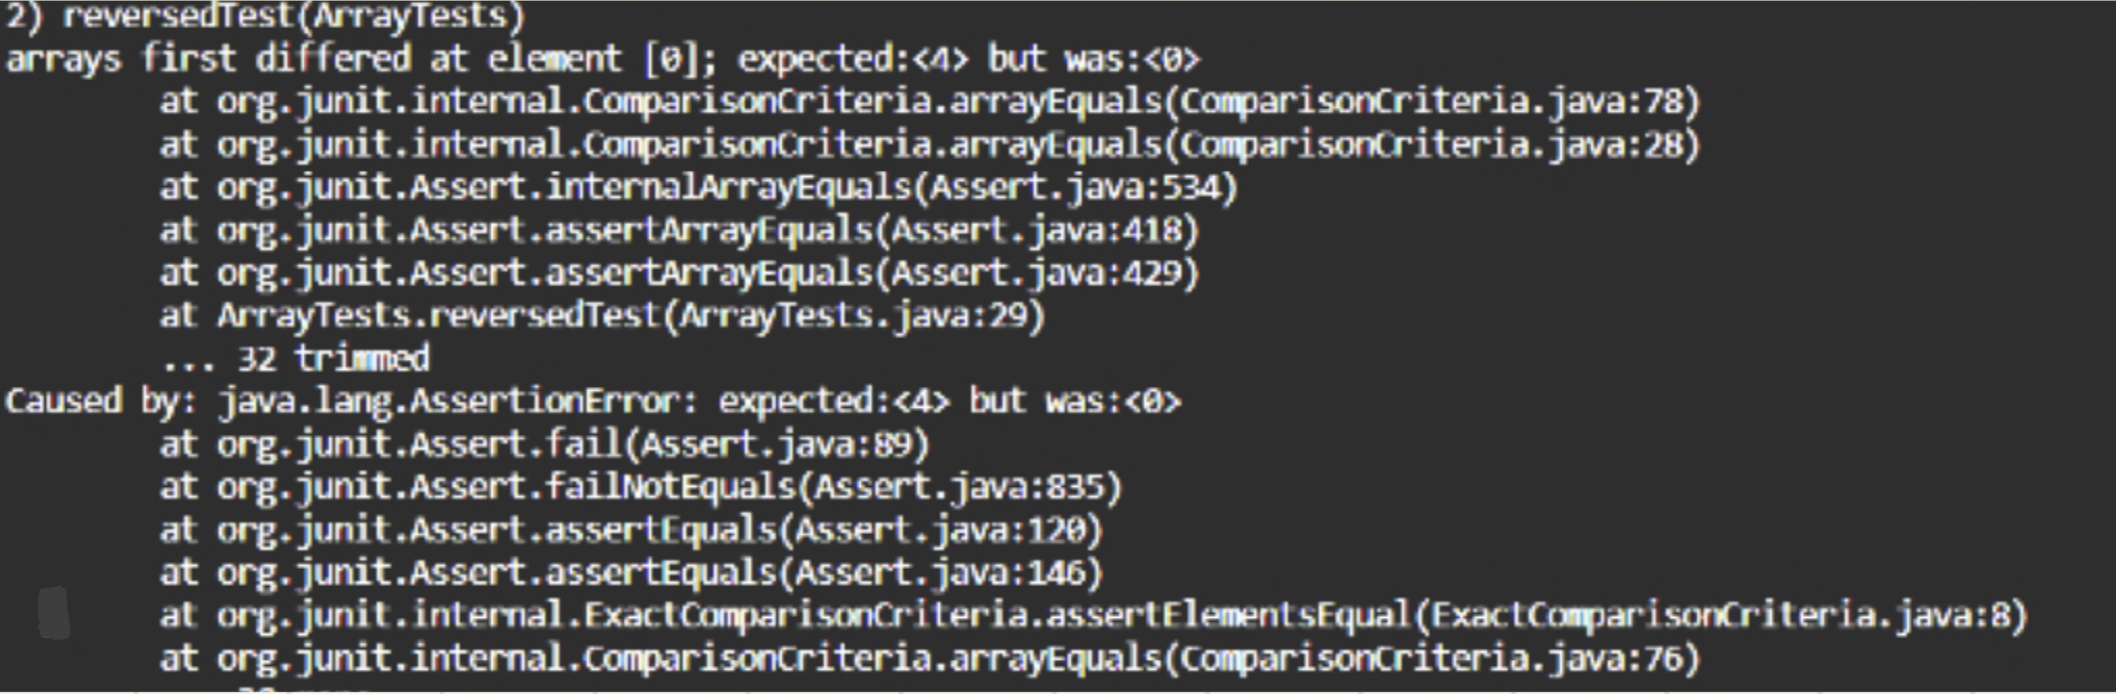 2) reversedTest(ArrayTests)
arrays first differed at element [0]; expected:<4> but was:<0>
at org.junit.internal.ComparisonCriteria.arrayEquals(ComparisonCriteria.java:78)
at org.junit.internal.ComparisonCriteria.arrayEquals(ComparisonCriteria.java:28)
at org.junit.Assert.internalArrayEquals(Assert.java:534)
at org.junit.Assert.assertArrayEquals(Assert.java:418)
at org.junit.Assert.assertArrayEquals(Assert.java:429)
at ArrayTests.reversedTest(ArrayTests.java:29)
... 32 trimmed
Caused by: java.lang.AssertionError: expected:<4> but was:<0>
at org.junit.Assert.fail(Assert.java:89)
at org.junit.Assert.failNotEquals(Assert.java:835)
at org.junit.Assert.assertEquals(Assert.java:120)
at org.junit.Assert.assertEquals(Assert.java:146)
at org.junit.internal.ExactComparisonCriteria.assertElementsEqual(ExactComparisonCriteria.java:8)
at org.junit.internal.ComparisonCriteria.arrayEquals(ComparisonCriteria.java:76)